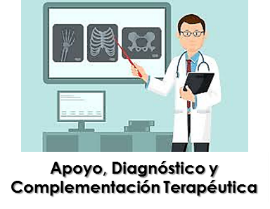 Apoyo, Diagnóstico y
Complementación Terapéutica